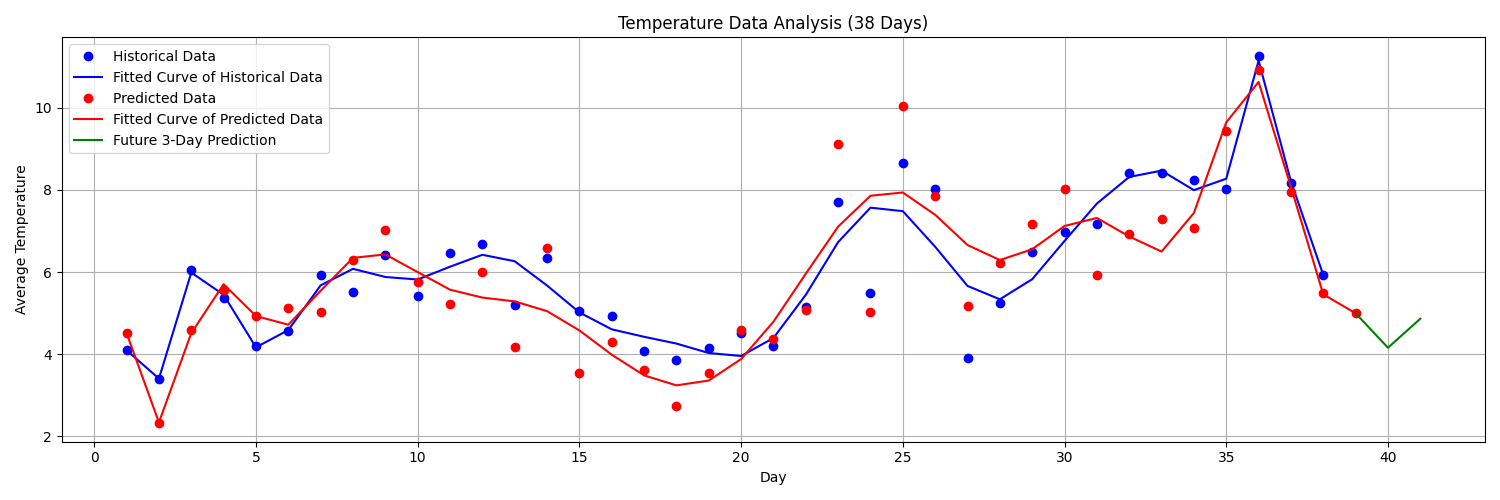 Temperature Data Analysis (38 Days)
Historical Data
Fitted Curve of Historical Data
Predicted Data
Fitted Curve of Predicted Data
Future 3-Day Prediction
Average Temperature
10
8
6
4
2
0 5 10 15 20 25 30 35 40
Day